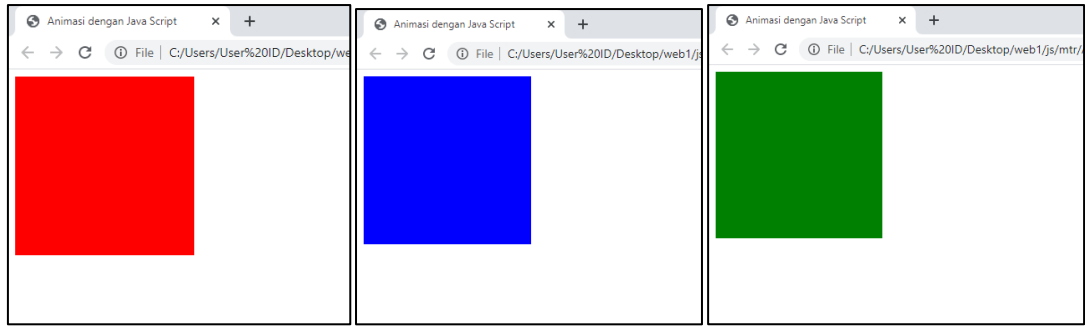 Animasi dengan Java Script
File C:/Users/User%20ID/Desktop/we
Animasi dengan Java Script
File C:/Users/User%20ID/Desktop/web1/js
Animasi dengan Java Script
File C:/Users/User%20ID/Desktop/web1/js/mtr/